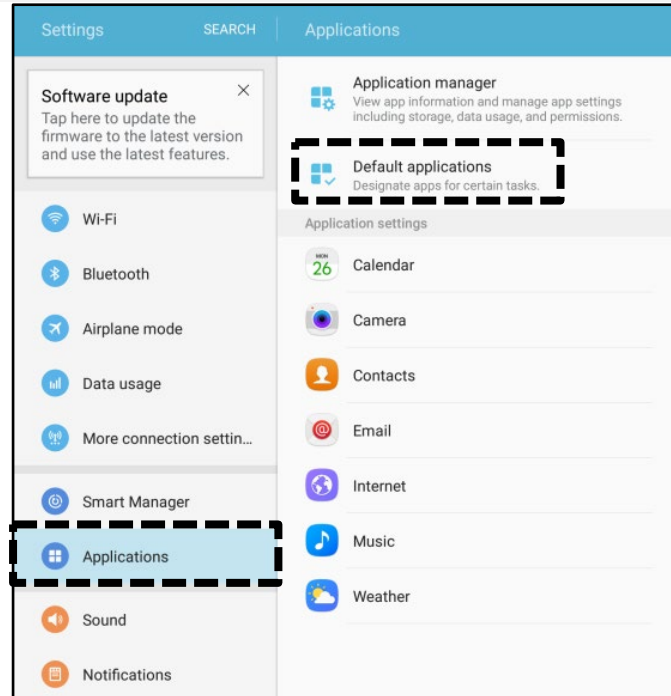 Settings
SEARCH
Software update
Tap here to update the
firmware to the latest version
and use the latest features.
Wi-Fi
Bluetooth
Airplane mode
Data usage
More connection settin...
Smart Manager
Applications
Sound
Notifications
Applications
Application manager
View app information and manage app settings
including storage, data usage, and permissions.
Default applications
Designate apps for certain tasks.
Application settings
MON
26
Calendar
Camera
Contacts
@
Email
Internet
Music
Weather